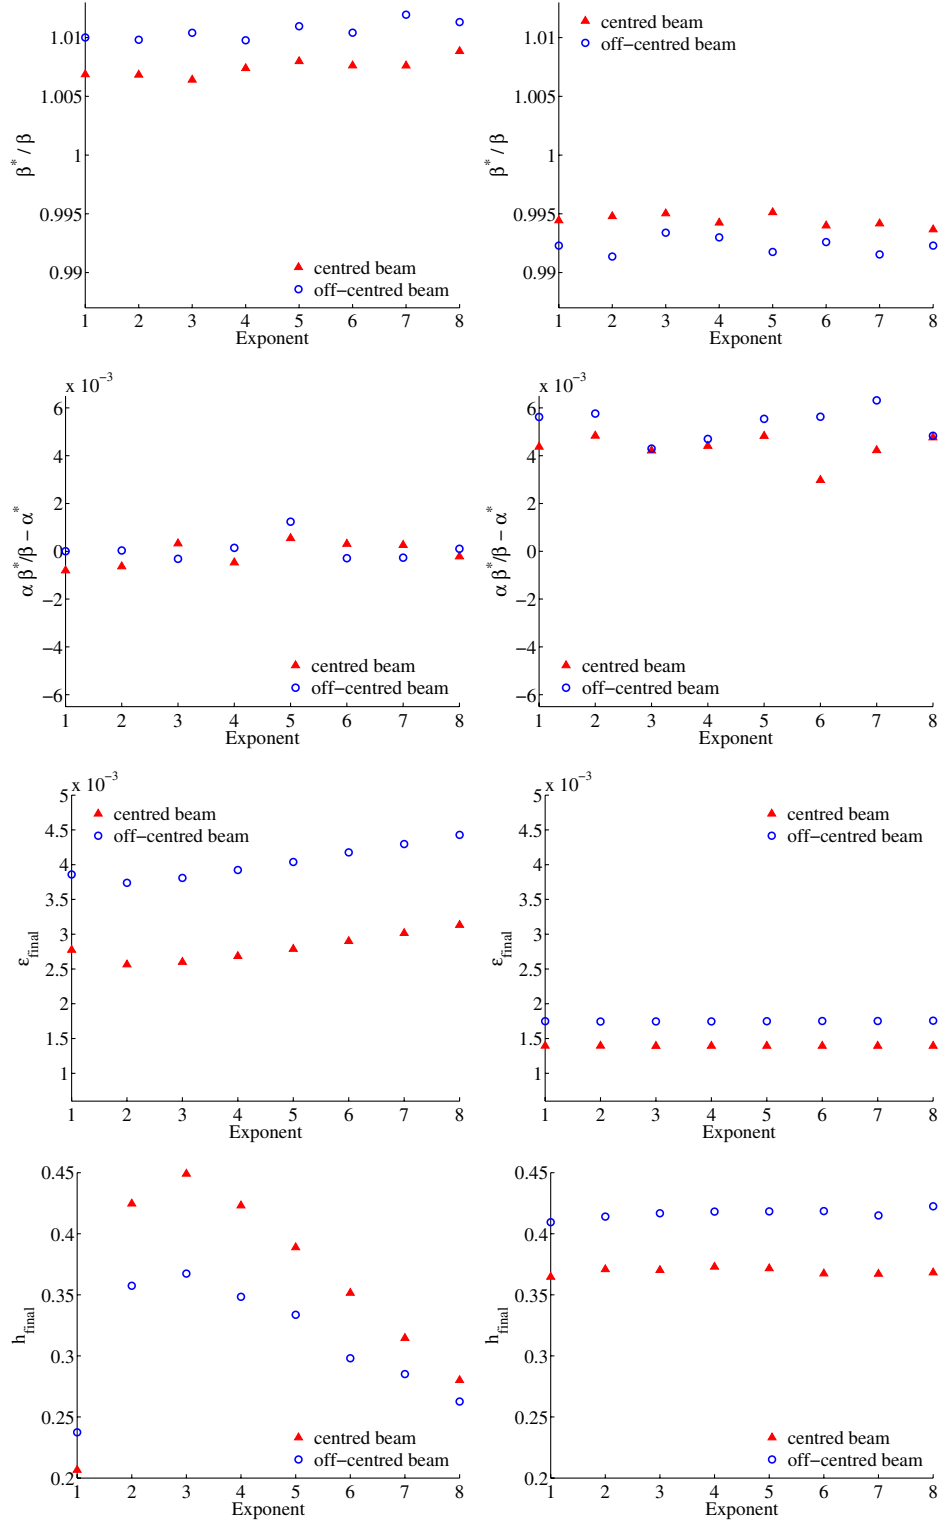 1.01
1.005
1
0.995
0.99
β* / β
centred beam
off−centred beam
1 2 3 4 5 6 7 8
Exponent
1.01
1.005
1
0.995
0.99
β* / β
centred beam
off−centred beam
1 2 3 4 5 6 7 8
Exponent
x 10⁻³
6
4
2
0
−2
−4
−6
α β*/β − α*
centred beam
off−centred beam
1 2 3 4 5 6 7 8
Exponent
x 10⁻³
6
4
2
0
−2
−4
−6
α β*/β − α*
centred beam
off−centred beam
1 2 3 4 5 6 7 8
Exponent
x 10⁻³
5
4.5
4
3.5
3
2.5
2
1.5
1
ε_final
centred beam
off−centred beam
1 2 3 4 5 6 7 8
Exponent
x 10⁻³
5
4.5
4
3.5
3
2.5
2
1.5
1
ε_final
centred beam
off−centred beam
1 2 3 4 5 6 7 8
Exponent
0.45
0.4
0.35
0.3
0.25
0.2
h_final
centred beam
off−centred beam
1 2 3 4 5 6 7 8
Exponent
0.45
0.4
0.35
0.3
0.25
0.2
h_final
centred beam
off−centred beam
1 2 3 4 5 6 7 8
Exponent